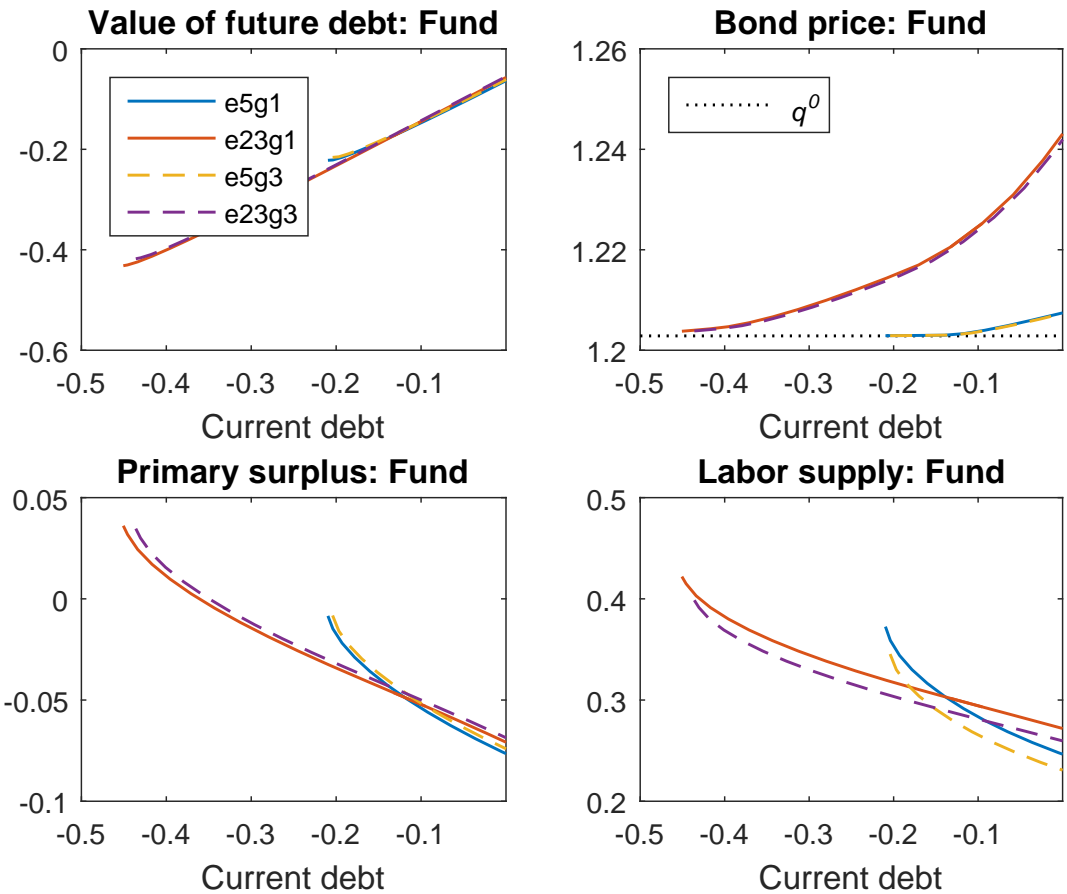 Value of future debt: Fund
0
-0.2
-0.4
-0.6
e5g1
e23g1
e5g3
e23g3
-0.5 -0.4 -0.3 -0.2 -0.1
Current debt
Bond price: Fund
1.26
1.24
1.22
1.2
q⁰
-0.5 -0.4 -0.3 -0.2 -0.1
Current debt
Primary surplus: Fund
0.05
0
-0.05
-0.1
-0.5 -0.4 -0.3 -0.2 -0.1
Current debt
Labor supply: Fund
0.5
0.4
0.3
0.2
-0.5 -0.4 -0.3 -0.2 -0.1
Current debt